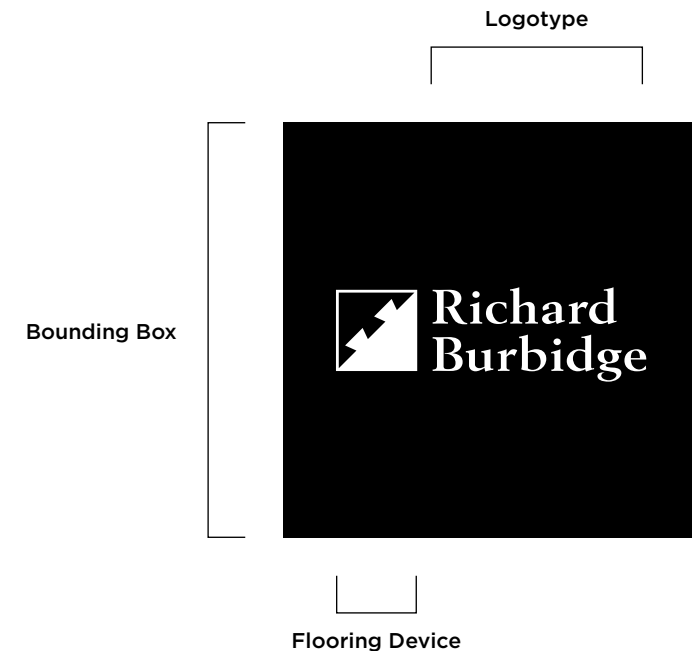 Logotype
Bounding Box
Richard
Burbidge
Flooring Device